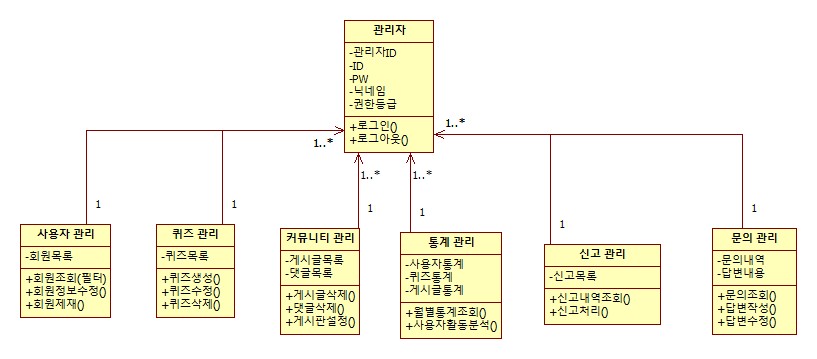 관리자
-관리자ID
-ID
-PW
-닉네임
-권한등급
+로그인()
+로그아웃()
1..*
1..*
1..*
1..*
1
1
1
1
1
1
사용자 관리
-회원목록
+회원조회(필터)
+회원정보수정()
+회원제재()
퀴즈 관리
-퀴즈목록
+퀴즈생성()
+퀴즈수정()
+퀴즈삭제()
커뮤니티 관리
-게시글목록
-댓글목록
+게시글삭제()
+댓글삭제()
+게시판설정()
통계 관리
-사용자통계
-퀴즈통계
-게시글통계
+월별통계조회()
+사용자활동분석()
신고 관리
-신고목록
+신고내역조회()
+신고처리()
문의 관리
-문의내역
-답변내용
+문의조회()
+답변작성()
+답변수정()